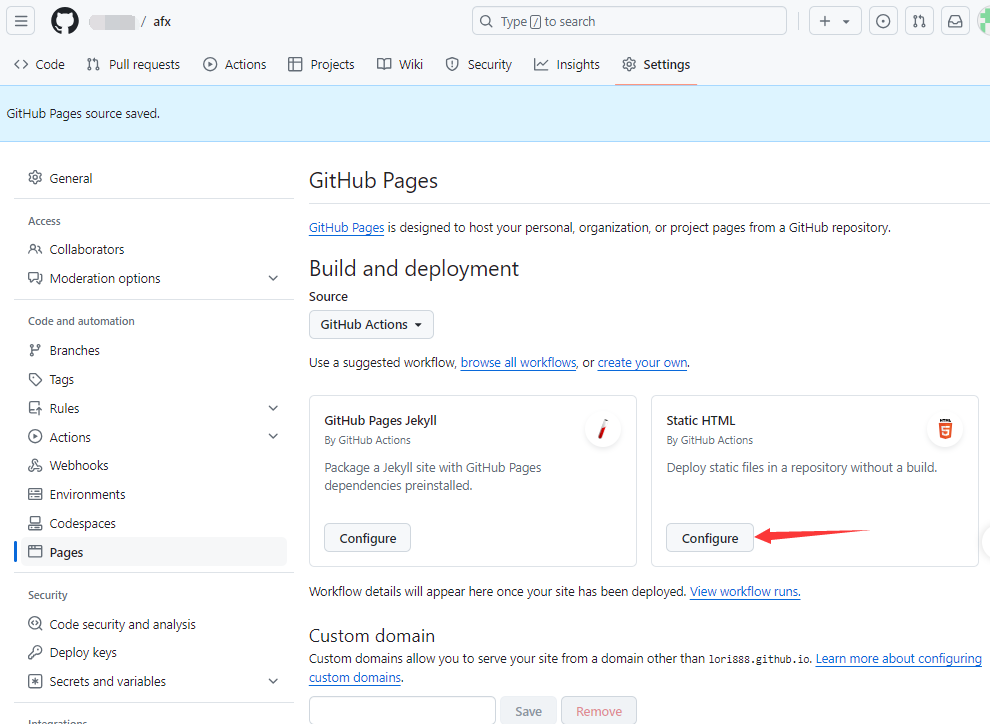 / afx
Type / to search
Code
Pull requests
Actions
Projects
Wiki
Security
Insights
Settings
GitHub Pages source saved.
General
Access
Collaborators
Moderation options
Code and automation
Branches
Tags
Rules
Actions
Webhooks
Environments
Codespaces
Pages
Security
Code security and analysis
Deploy keys
Secrets and variables
GitHub Pages
GitHub Pages is designed to host your personal, organization, or project pages from a GitHub repository.
Build and deployment
Source
GitHub Actions
Use a suggested workflow, browse all workflows, or create your own.
GitHub Pages Jekyll
By GitHub Actions
Package a Jekyll site with GitHub Pages
dependencies preinstalled.
Configure
Static HTML
By GitHub Actions
Deploy static files in a repository without a build.
Configure
Workflow details will appear here once your site has been deployed. View workflow runs.
Custom domain
Custom domains allow you to serve your site from a domain other than lori888.github.io. Learn more about configuring
custom domains.
Save
Remove